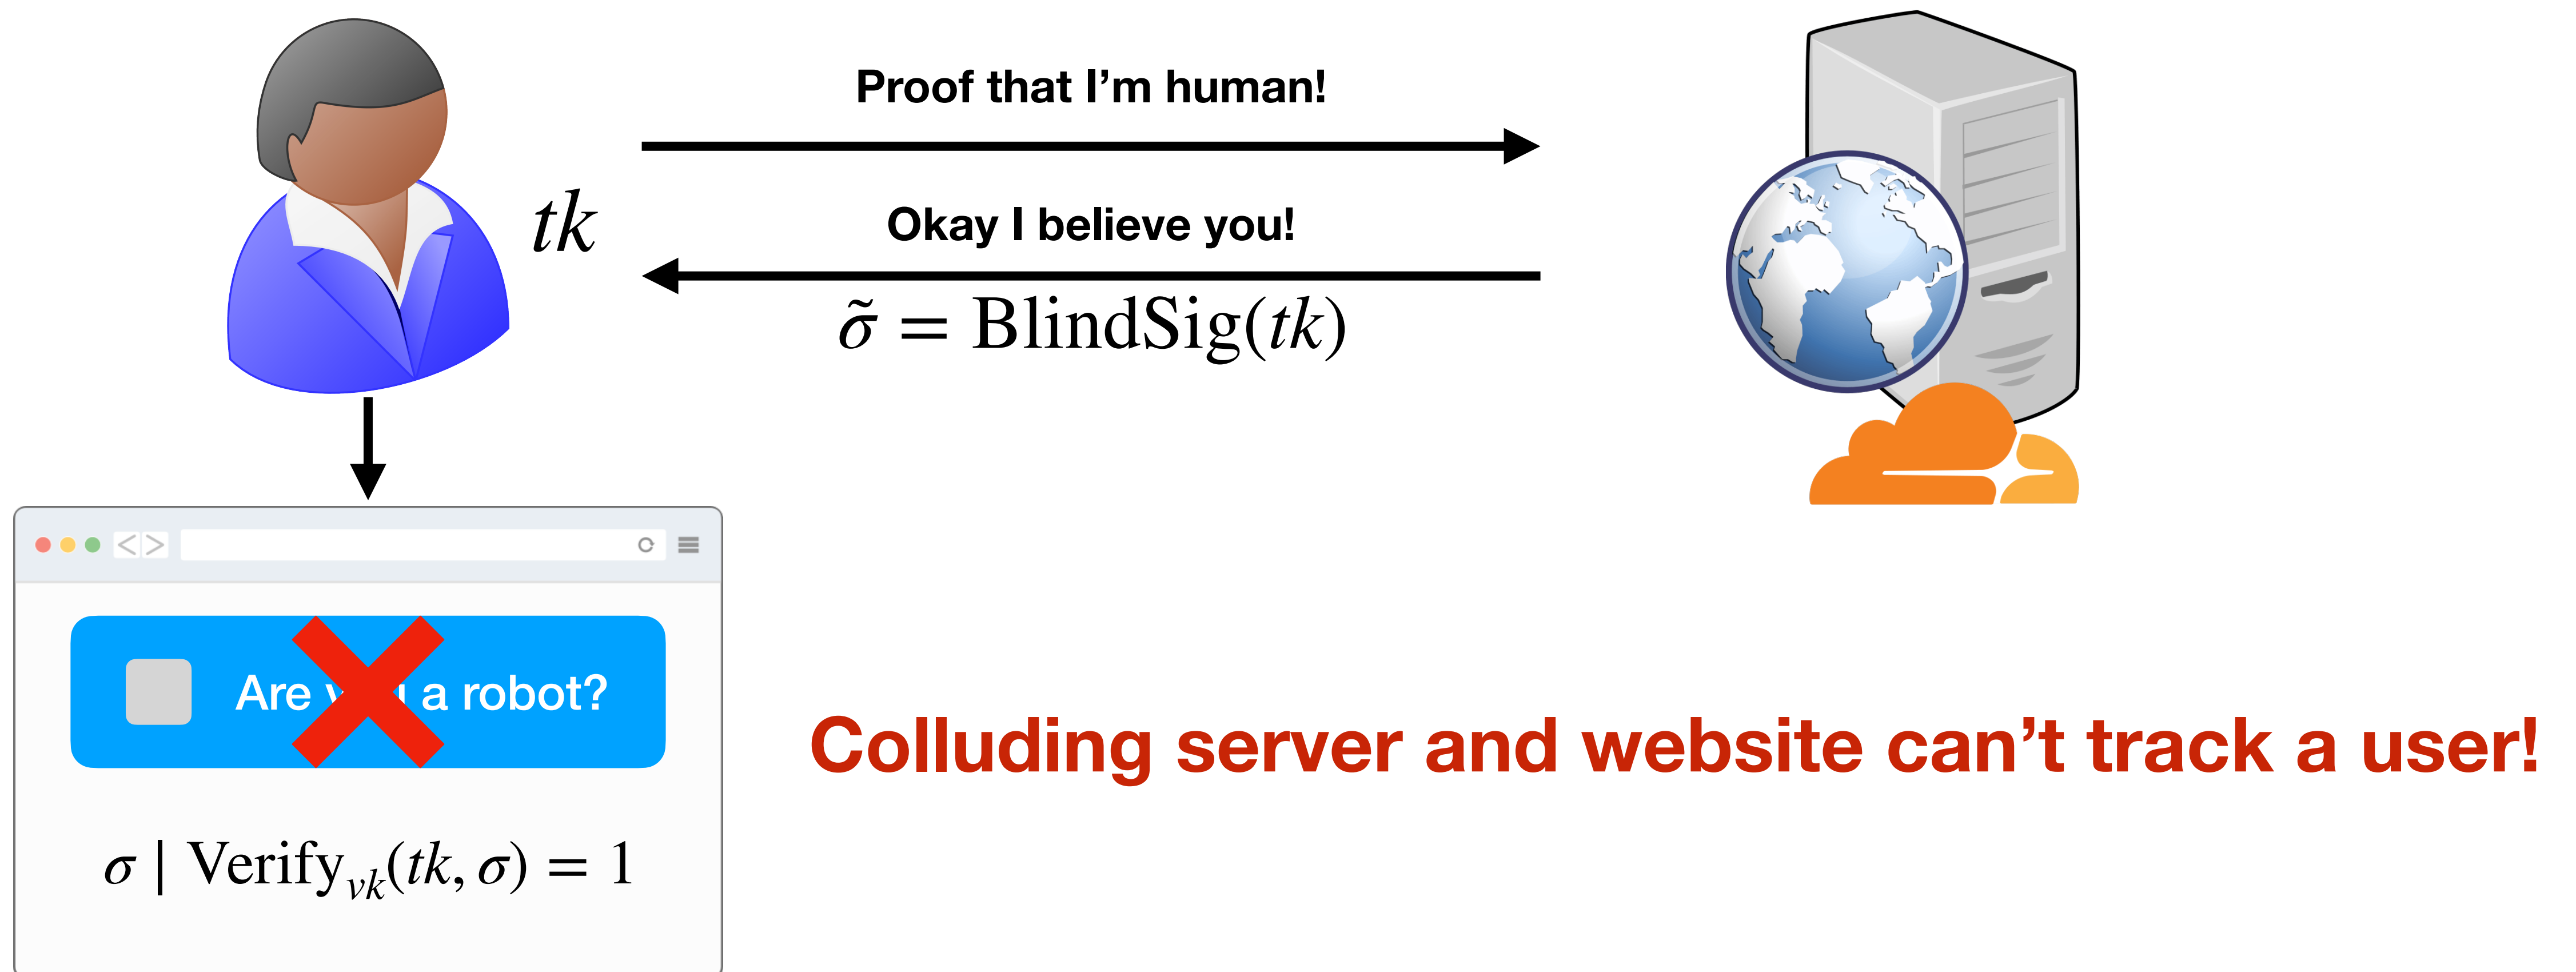 Proof that I'm human!
tk
Okay I believe you!
σ̃ = BlindSig(tk)
Are a robot?
Colluding server and website can't track a user!
σ | Verify_vk(tk, σ) = 1